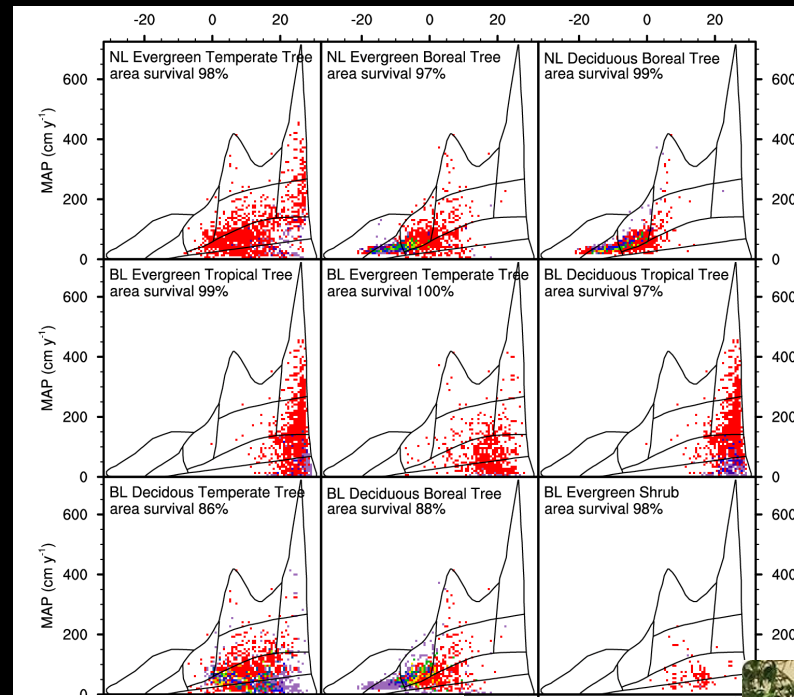 -20 0 20 -20 0 20 -20 0 20
NL Evergreen Temperate Tree
area survival 98%
NL Evergreen Boreal Tree
area survival 97%
NL Deciduous Boreal Tree
area survival 99%
MAP (cm y⁻¹)
600
400
200
0
600
400
200
0
BL Evergreen Tropical Tree
area survival 99%
BL Evergreen Temperate Tree
area survival 100%
BL Deciduous Tropical Tree
area survival 97%
MAP (cm y⁻¹)
600
400
200
0
600
400
200
0
BL Decidous Temperate Tree
area survival 86%
BL Deciduous Boreal Tree
area survival 88%
BL Evergreen Shrub
area survival 98%
MAP (cm y⁻¹)
600
400
200
0
600
400
200